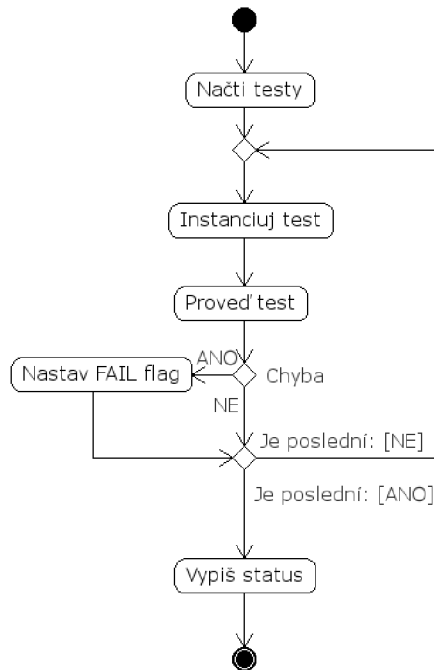 Načti testy
Instanciuj test
Proveď test
ANO
Nastav FAIL flag
Chyba
NE
Je poslední: [NE]
Je poslední: [ANO]
Vypiš status